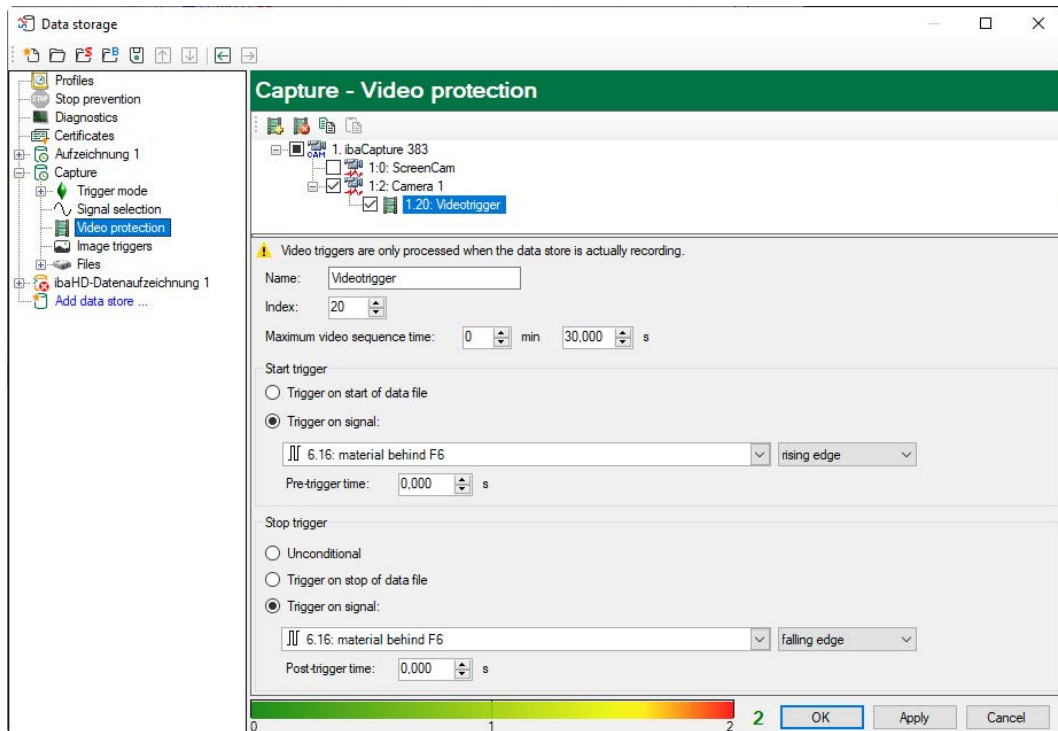 Data storage
Profiles
STOP Stop prevention
Diagnostics
Certificates
Aufzeichnung 1
Capture
Trigger mode
Signal selection
Video protection
Image triggers
Files
ibaHD-Datenaufzeichnung 1
Add data store ...
Capture - Video protection
CAM 1. ibaCapture 383
1:0: ScreenCam
1:2: Camera 1
1.20: Videotrigger
Video triggers are only processed when the data store is actually recording.
Name: Videotrigger
Index: 20
Maximum video sequence time: 0 min 30,000 s
Start trigger
Trigger on start of data file
Trigger on signal:
6.16: material behind F6 rising edge
Pre-trigger time: 0,000 s
Stop trigger
Unconditional
Trigger on stop of data file
Trigger on signal:
6.16: material behind F6 falling edge
Post-trigger time: 0,000 s
0 1 2 2 OK Apply Cancel